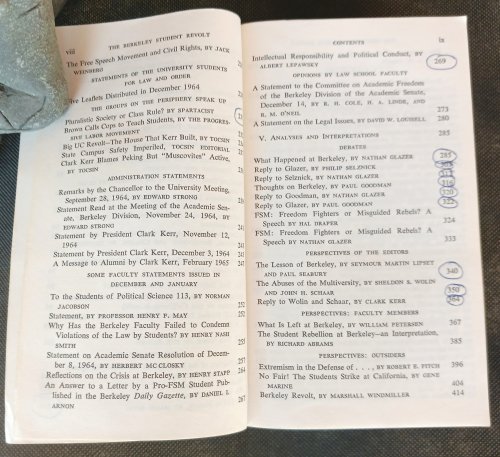 viii THE BERKELEY STUDENT REVOLT
The Free Speech Movement and Civil Rights, BY JACK
WEINBERG
STATEMENTS OF THE UNIVERSITY STUDENTS
FOR LAW AND ORDER
Five Leaflets Distributed in December 1964
THE GROUPS ON THE PERIPHERY SPEAK UP
Pluralistic Society or Class Rule? BY SPARTACIST
Brown Calls Cops to Teach Students, BY THE PROGRES-
SIVE LABOR MOVEMENT
Big UC Revolt—The House That Kerr Built, BY TOCSIN
State Campus Safety Imperiled, TOCSIN EDITORIAL
Clark Kerr Blames Peking But "Muscovites" Active,
BY TOCSIN
ADMINISTRATION STATEMENTS
Remarks by the Chancellor to the University Meeting,
September 28, 1964, BY EDWARD STRONG
Statement Read at the Meeting of the Academic Sen-
ate, Berkeley Division, November 24, 1964, BY
EDWARD STRONG
Statement by President Clark Kerr, November 12,
1964
Statement by President Clark Kerr, December 3, 1964
A Message to Alumni by Clark Kerr, February 1965
SOME FACULTY STATEMENTS ISSUED IN
DECEMBER AND JANUARY
To the Students of Political Science 113, BY NORMAN
JACOBSON
Statement, BY PROFESSOR HENRY F. MAY 252
Why Has the Berkeley Faculty Failed to Condemn
Violations of the Law by Students? BY HENRY NASH
SMITH
Statement on Academic Senate Resolution of Decem-
ber 8, 1964, BY HERBERT MC CLOSKY
Reflections on the Crisis at Berkeley, BY HENRY STAPP
An Answer to a Letter by a Pro-FSM Student Pub-
lished in the Berkeley Daily Gazette, BY DANIEL I.
ARNON 267
CONTENTS ix
Intellectual Responsibility and Political Conduct, BY
ALBERT LEPAWSKY 269
OPINIONS BY LAW SCHOOL FACULTY
A Statement to the Committee on Academic Freedom
of the Berkeley Division of the Academic Senate,
December 14, BY R. H. COLE, H. A. LINDE, AND
R. M. O'NEIL 273
A Statement on the Legal Issues, BY DAVID W. LOUISELL 280
V. ANALYSES AND INTERPRETATIONS 285
DEBATES
What Happened at Berkeley, BY NATHAN GLAZER 285
Reply to Glazer, BY PHILIP SELZNICK
Reply to Selznick, BY NATHAN GLAZER
Thoughts on Berkeley, BY PAUL GOODMAN
Reply to Goodman, BY NATHAN GLAZER
Reply to Glazer, BY PAUL GOODMAN
FSM: Freedom Fighters or Misguided Rebels? A
Speech BY HAL DRAPER 324
FSM: Freedom Fighters or Misguided Rebels? A
Speech BY NATHAN GLAZER 333
PERSPECTIVES OF THE EDITORS
The Lesson of Berkeley, BY SEYMOUR MARTIN LIPSET
AND PAUL SEABURY 340
The Abuses of the Multiversity, BY SHELDON S. WOLIN
AND JOHN H. SCHAAR 350
Reply to Wolin and Schaar, BY CLARK KERR 364
PERSPECTIVES: FACULTY MEMBERS
What Is Left at Berkeley, BY WILLIAM PETERSEN 367
The Student Rebellion at Berkeley—an Interpretation,
BY RICHARD ABRAMS 385
PERSPECTIVES: OUTSIDERS
Extremism in the Defense of . . . , BY ROBERT E. FITCH 396
No Fair! The Students Strike at California, BY GENE
MARINE 404
Berkeley Revolt, BY MARSHALL WINDMILLER 414